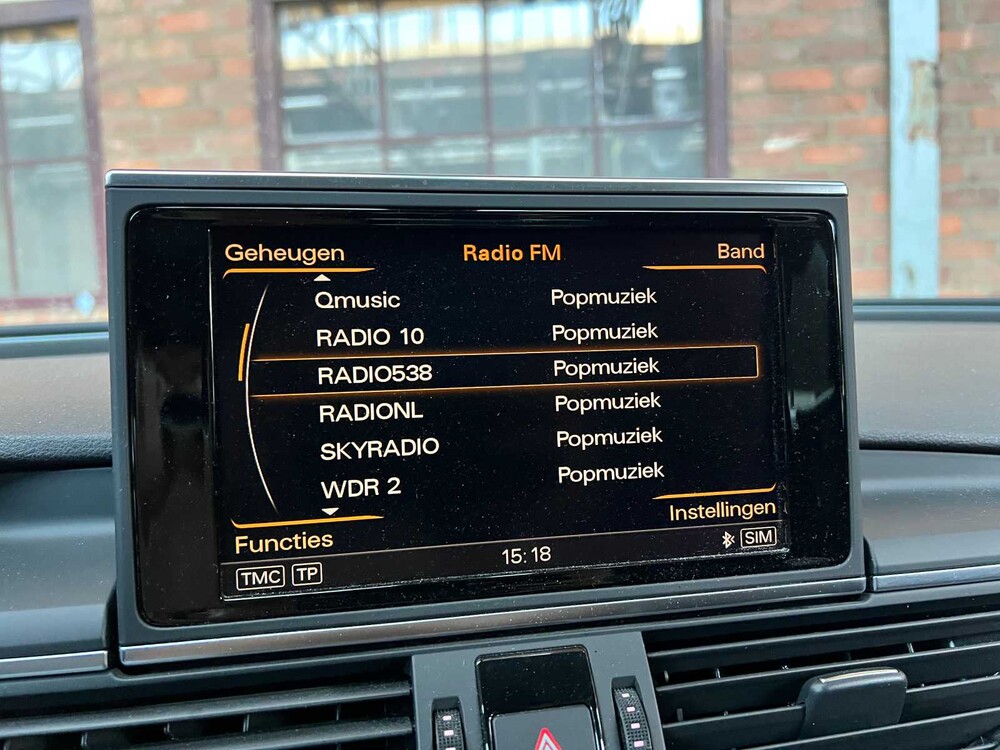 Geheugen Radio FM Band
Qmusic Popmuziek
RADIO 10 Popmuziek
RADIO538 Popmuziek
RADIONL Popmuziek
SKYRADIO Popmuziek
WDR 2 Popmuziek
Functies Instellingen
TMC TP 15:18 SIM